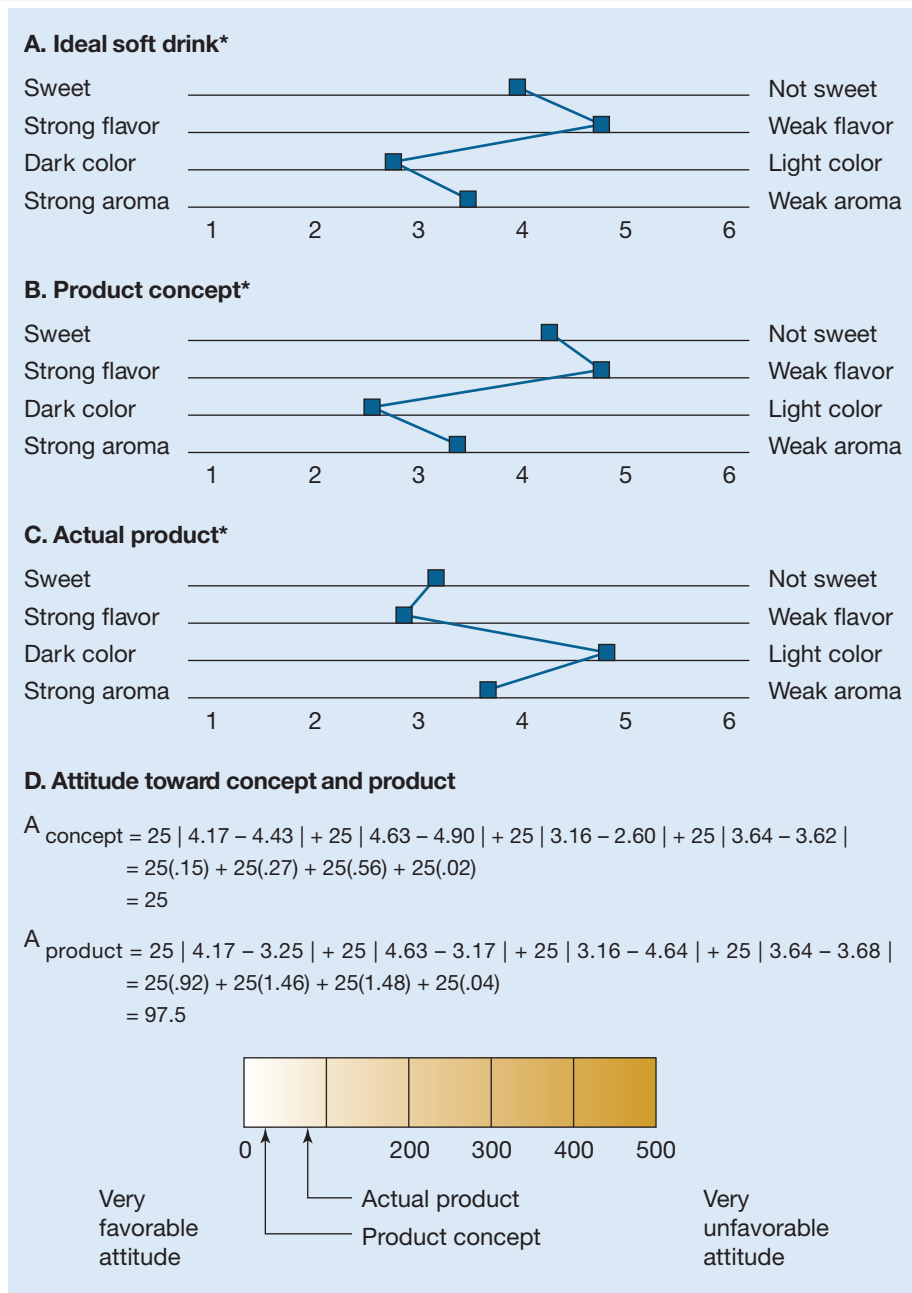 A. Ideal soft drink*
Sweet Not sweet
Strong flavor Weak flavor
Dark color Light color
Strong aroma Weak aroma
1 2 3 4 5 6
B. Product concept*
Sweet Not sweet
Strong flavor Weak flavor
Dark color Light color
Strong aroma Weak aroma
1 2 3 4 5 6
C. Actual product*
Sweet Not sweet
Strong flavor Weak flavor
Dark color Light color
Strong aroma Weak aroma
1 2 3 4 5 6
D. Attitude toward concept and product
A concept = 25 | 4.17 – 4.43 | + 25 | 4.63 – 4.90 | + 25 | 3.16 – 2.60 | + 25 | 3.64 – 3.62 |
= 25(.15) + 25(.27) + 25(.56) + 25(.02)
= 25
A product = 25 | 4.17 – 3.25 | + 25 | 4.63 – 3.17 | + 25 | 3.16 – 4.64 | + 25 | 3.64 – 3.68 |
= 25(.92) + 25(1.46) + 25(1.48) + 25(.04)
= 97.5
0 200 300 400 500
Very favorable attitude
Actual product
Product concept
Very unfavorable attitude